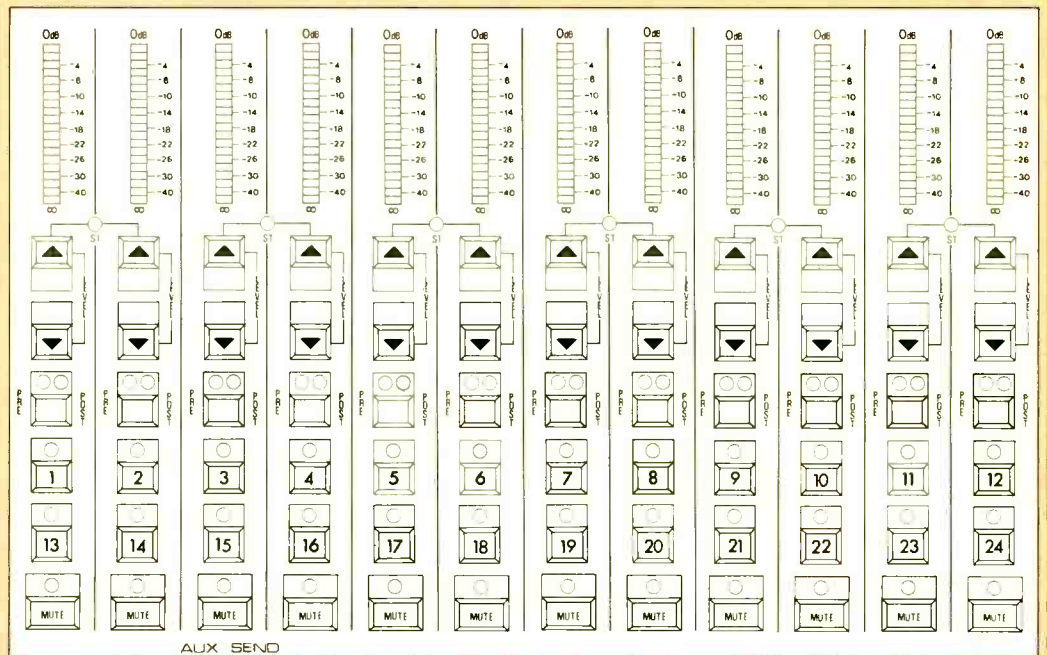 0dB 0dB 0dB 0dB 0dB 0dB 0dB 0dB 0dB 0dB 0dB 0dB
-4 -4 -4 -4 -4 -4 -4 -4 -4 -4 -4 -4
-8 -8 -8 -8 -8 -8 -8 -8 -8 -8 -8 -8
-10 -10 -10 -10 -10 -10 -10 -10 -10 -10 -10 -10
-14 -14 -14 -14 -14 -14 -14 -14 -14 -14 -14 -14
-18 -18 -18 -18 -18 -18 -18 -18 -18 -18 -18 -18
-22 -22 -22 -22 -22 -22 -22 -22 -22 -22 -22 -22
-26 -26 -26 -26 -26 -26 -26 -26 -26 -26 -26 -26
-30 -30 -30 -30 -30 -30 -30 -30 -30 -30 -30 -30
-40 -40 -40 -40 -40 -40 -40 -40 -40 -40 -40 -40
∞ ∞ ∞ ∞ ∞ ∞ ∞ ∞ ∞ ∞ ∞ ∞
ST ST ST ST ST ST
LEVEL LEVEL LEVEL LEVEL LEVEL LEVEL LEVEL LEVEL LEVEL LEVEL LEVEL LEVEL
PRE POST PRE POST PRE POST PRE POST PRE POST PRE POST PRE POST PRE POST PRE POST PRE POST PRE POST PRE POST
1 2 3 4 5 6 7 8 9 10 11 12
13 14 15 16 17 18 19 20 21 22 23 24
MUTE MUTE MUTE MUTE MUTE MUTE MUTE MUTE MUTE MUTE MUTE MUTE
AUX SEND